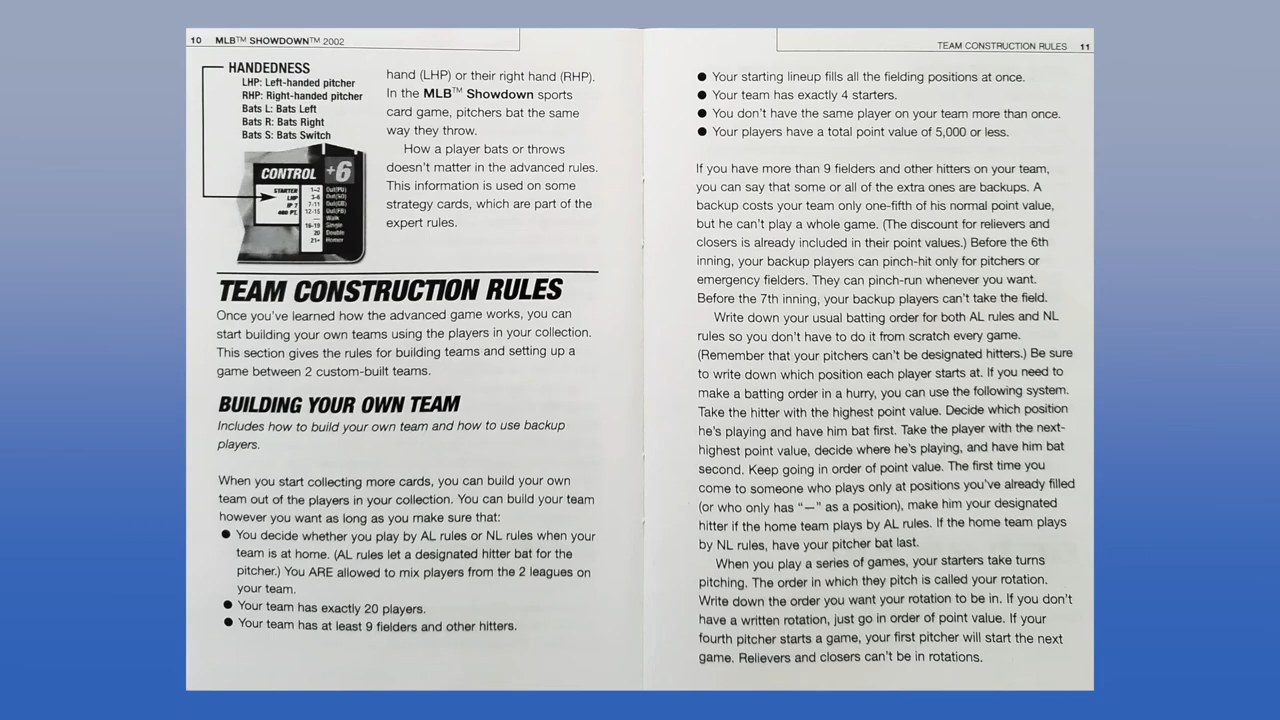 10 MLB™ SHOWDOWN™ 2002
HANDEDNESS
LHP: Left-handed pitcher
RHP: Right-handed pitcher
Bats L: Bats Left
Bats R: Bats Right
Bats S: Bats Switch
CONTROL +6
STARTER
LHP
IP 7
1–2 Out(PU)
3–6 Out(SO)
7–11 Out(GB)
12–15 Out(FB)
— Walk
16–19 Single
20 Double
21+ Homer
hand (LHP) or their right hand (RHP).
In the MLB™ Showdown sports
card game, pitchers bat the same
way they throw.
How a player bats or throws
doesn't matter in the advanced rules.
This information is used on some
strategy cards, which are part of the
expert rules.
TEAM CONSTRUCTION RULES
Once you've learned how the advanced game works, you can
start building your own teams using the players in your collection.
This section gives the rules for building teams and setting up a
game between 2 custom-built teams.
BUILDING YOUR OWN TEAM
Includes how to build your own team and how to use backup
players.
When you start collecting more cards, you can build your own
team out of the players in your collection. You can build your team
however you want as long as you make sure that:
● You decide whether you play by AL rules or NL rules when your
team is at home. (AL rules let a designated hitter bat for the
pitcher.) You ARE allowed to mix players from the 2 leagues on
your team.
● Your team has exactly 20 players.
● Your team has at least 9 fielders and other hitters.
TEAM CONSTRUCTION RULES 11
● Your starting lineup fills all the fielding positions at once.
● Your team has exactly 4 starters.
● You don't have the same player on your team more than once.
● Your players have a total point value of 5,000 or less.
If you have more than 9 fielders and other hitters on your team,
you can say that some or all of the extra ones are backups. A
backup costs your team only one-fifth of his normal point value,
but he can't play a whole game. (The discount for relievers and
closers is already included in their point values.) Before the 6th
inning, your backup players can pinch-hit only for pitchers or
emergency fielders. They can pinch-run whenever you want.
Before the 7th inning, your backup players can't take the field.
Write down your usual batting order for both AL rules and NL
rules so you don't have to do it from scratch every game.
(Remember that your pitchers can't be designated hitters.) Be sure
to write down which position each player starts at. If you need to
make a batting order in a hurry, you can use the following system.
Take the hitter with the highest point value. Decide which position
he's playing and have him bat first. Take the player with the next-
highest point value, decide where he's playing, and have him bat
second. Keep going in order of point value. The first time you
come to someone who plays only at positions you've already filled
(or who only has "—" as a position), make him your designated
hitter if the home team plays by AL rules. If the home team plays
by NL rules, have your pitcher bat last.
When you play a series of games, your starters take turns
pitching. The order in which they pitch is called your rotation.
Write down the order you want your rotation to be in. If you don't
have a written rotation, just go in order of point value. If your
fourth pitcher starts a game, your first pitcher will start the next
game. Relievers and closers can't be in rotations.